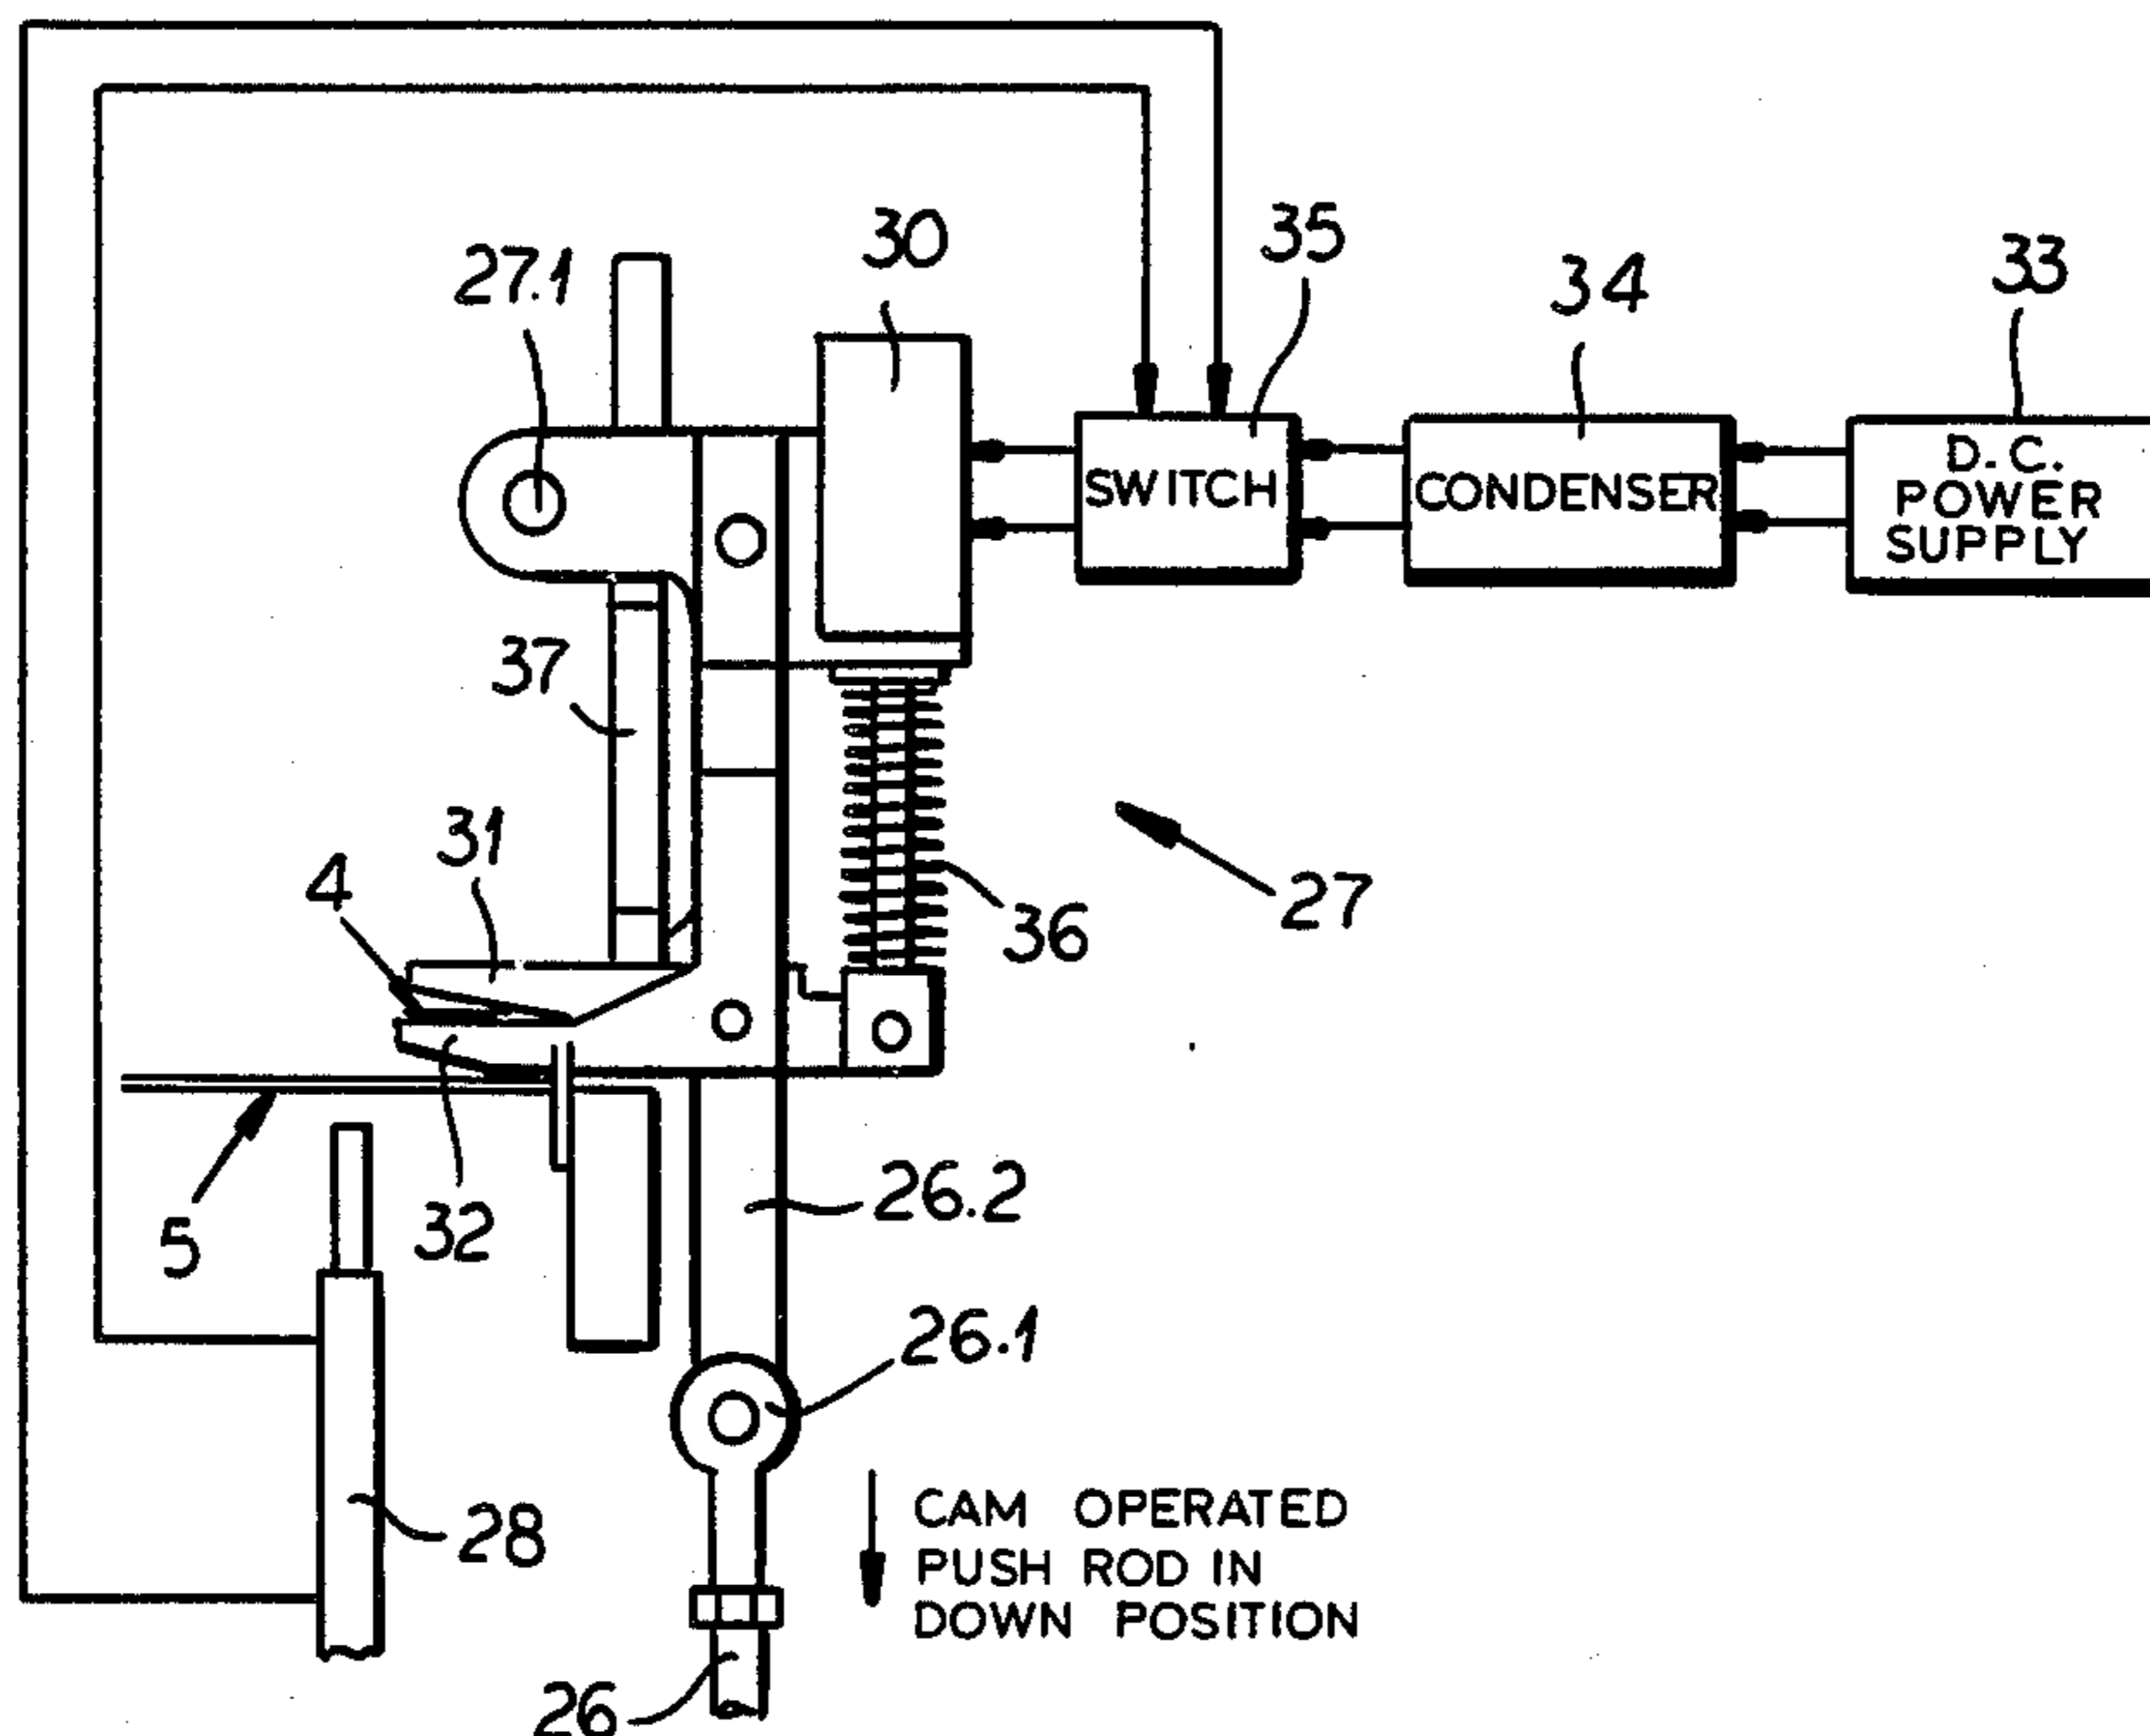 30
35
34
33
27.1
SWITCH
CONDENSER
D.C.
POWER
SUPPLY
37
31
4
27
36
5
32
26.2
26.1
28
CAM OPERATED
PUSH ROD IN
DOWN POSITION
26